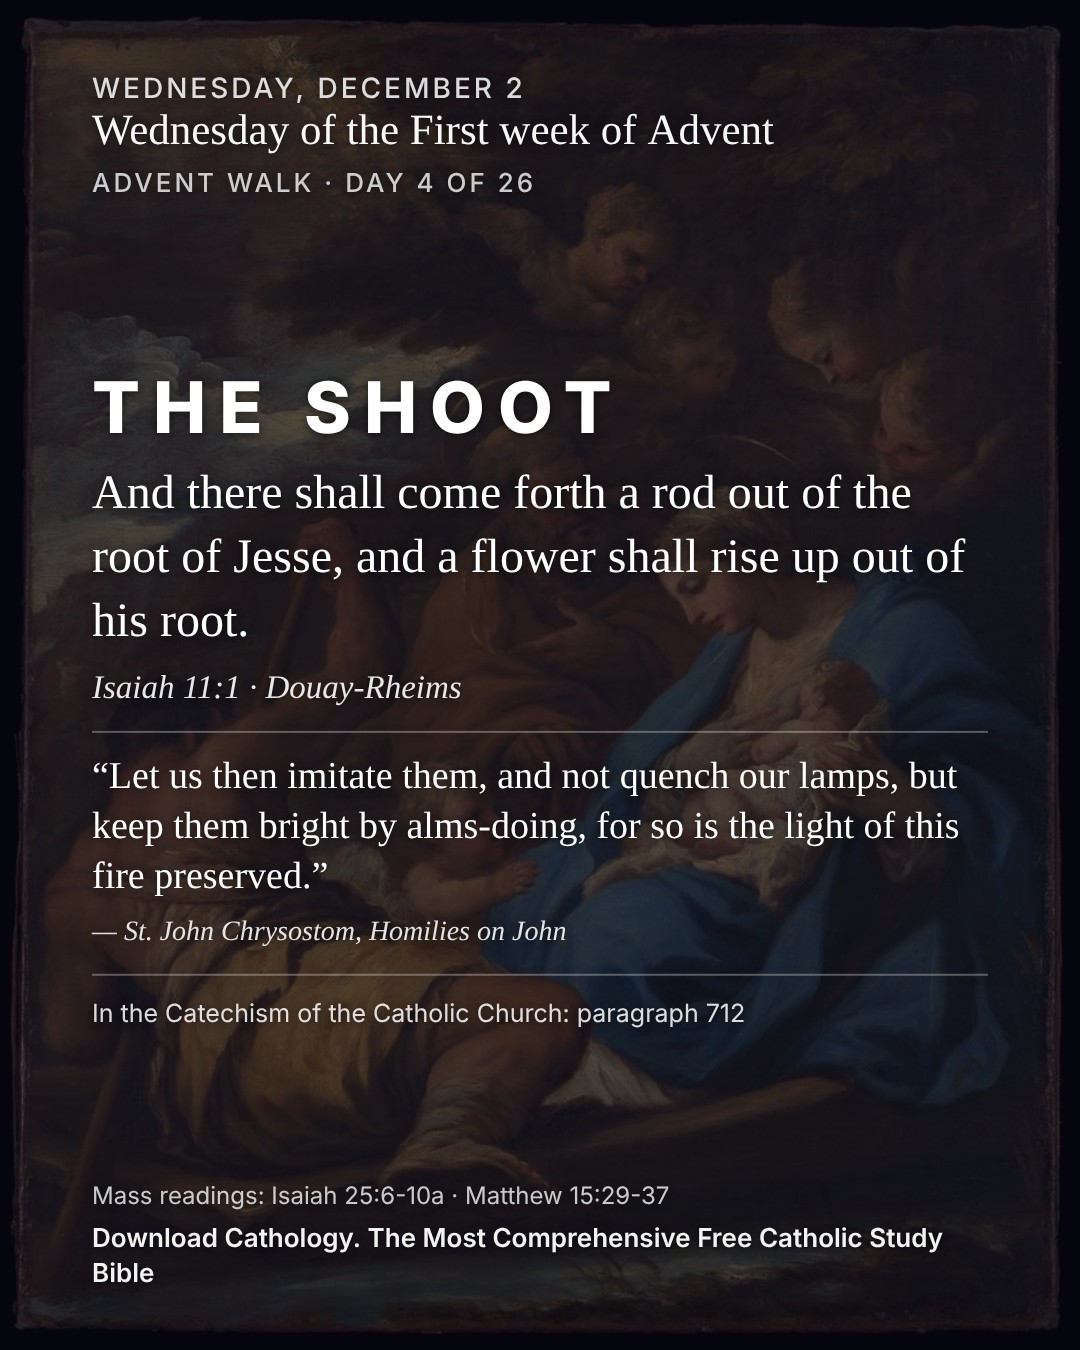 WEDNESDAY, DECEMBER 2
Wednesday of the First week of Advent
ADVENT WALK · DAY 4 OF 26
THE SHOOT
And there shall come forth a rod out of the
root of Jesse, and a flower shall rise up out of
his root.
Isaiah 11:1 · Douay-Rheims
“Let us then imitate them, and not quench our lamps, but
keep them bright by alms-doing, for so is the light of this
fire preserved.”
— St. John Chrysostom, Homilies on John
In the Catechism of the Catholic Church: paragraph 712
Mass readings: Isaiah 25:6-10a · Matthew 15:29-37
Download Cathology. The Most Comprehensive Free Catholic Study
Bible